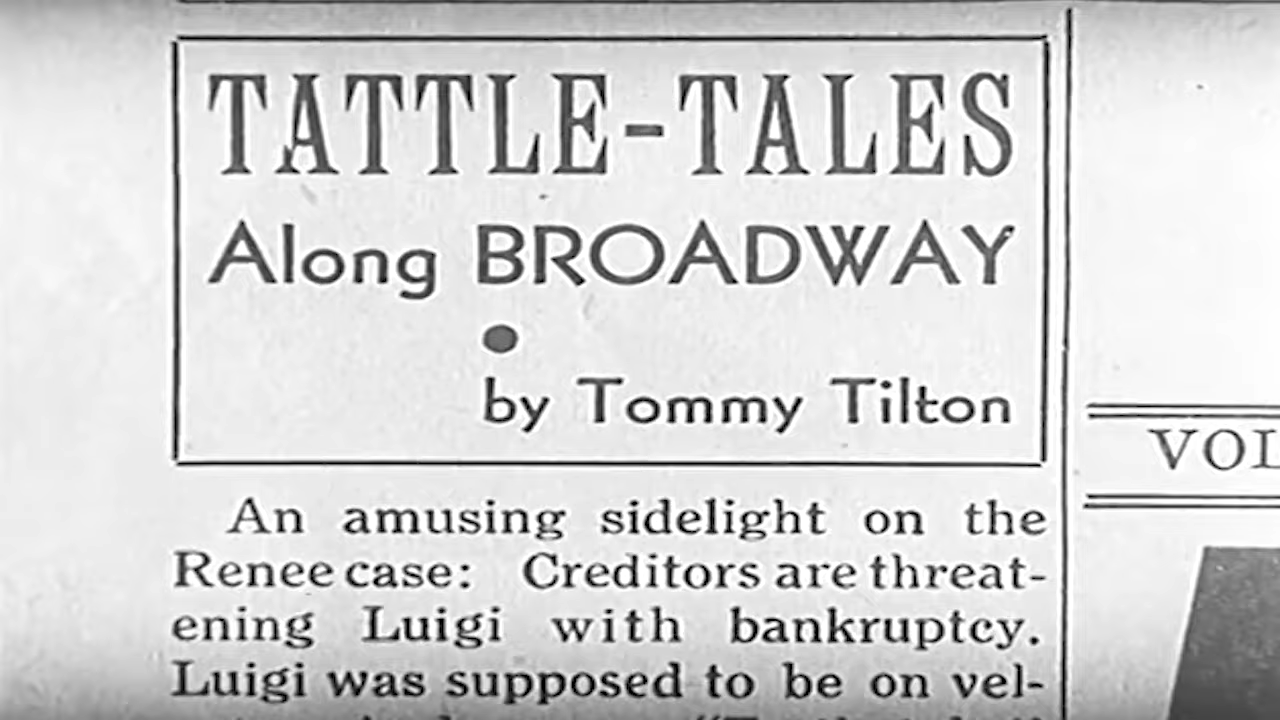 TATTLE-TALES
Along BROADWAY
by Tommy Tilton
An amusing sidelight on the
Renee case: Creditors are threat-
ening Luigi with bankruptcy.
Luigi was supposed to be on vel-
VOL